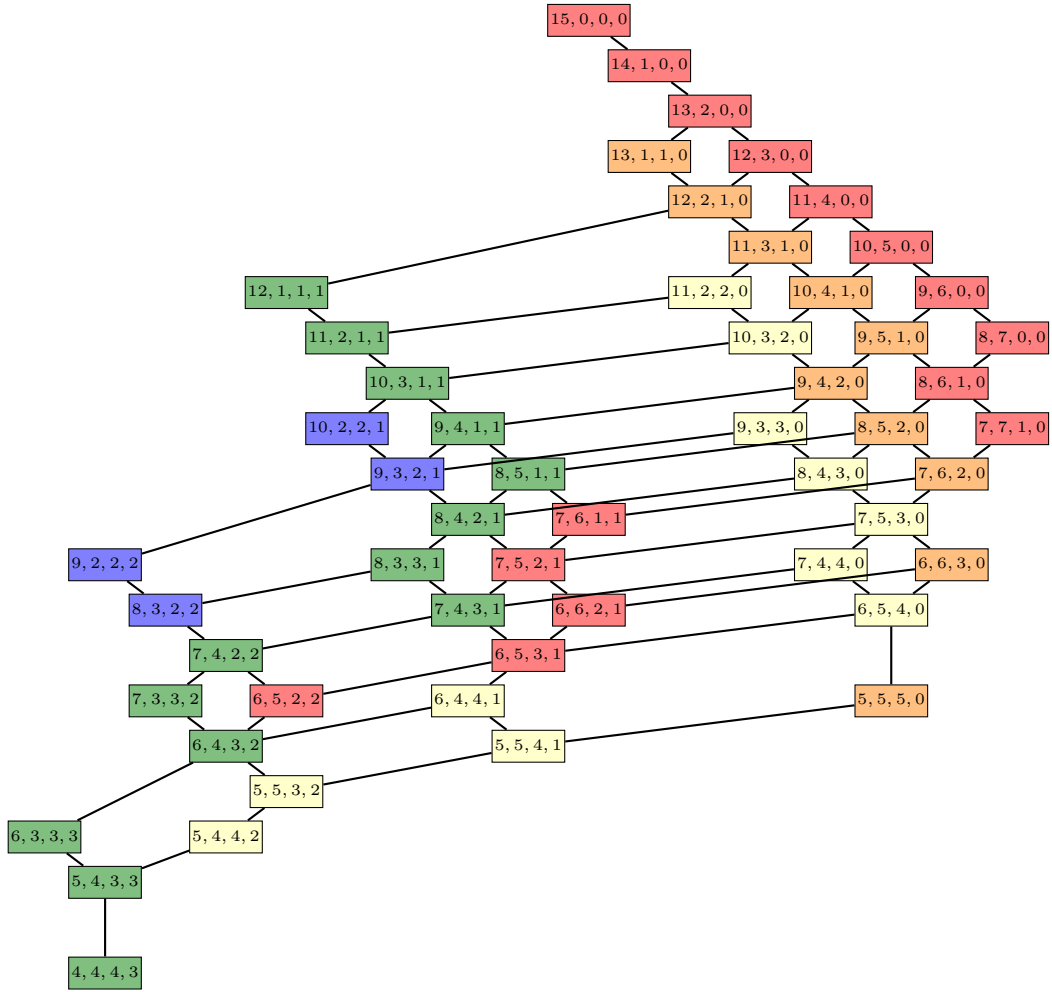 15, 0, 0, 0
14, 1, 0, 0
13, 2, 0, 0
13, 1, 1, 0
12, 3, 0, 0
12, 2, 1, 0
11, 4, 0, 0
11, 3, 1, 0
10, 5, 0, 0
12, 1, 1, 1
11, 2, 2, 0
10, 4, 1, 0
9, 6, 0, 0
11, 2, 1, 1
10, 3, 2, 0
9, 5, 1, 0
8, 7, 0, 0
10, 3, 1, 1
9, 4, 2, 0
8, 6, 1, 0
10, 2, 2, 1
9, 4, 1, 1
9, 3, 3, 0
8, 5, 2, 0
7, 7, 1, 0
9, 3, 2, 1
8, 5, 1, 1
8, 4, 3, 0
7, 6, 2, 0
8, 4, 2, 1
7, 6, 1, 1
7, 5, 3, 0
9, 2, 2, 2
8, 3, 3, 1
7, 5, 2, 1
7, 4, 4, 0
6, 6, 3, 0
8, 3, 2, 2
7, 4, 3, 1
6, 6, 2, 1
6, 5, 4, 0
7, 4, 2, 2
6, 5, 3, 1
7, 3, 3, 2
6, 5, 2, 2
6, 4, 4, 1
5, 5, 5, 0
6, 4, 3, 2
5, 5, 4, 1
5, 5, 3, 2
6, 3, 3, 3
5, 4, 4, 2
5, 4, 3, 3
4, 4, 4, 3